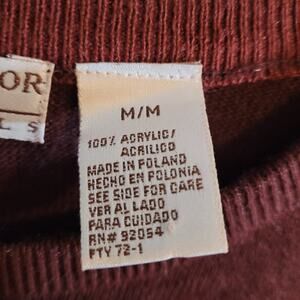 OR
L S
M/M
100% ACRYLIC/
ACRILICO
MADE IN POLAND
HECHO EN POLONIA
SEE SIDE FOR CARE
VER AL LADO
PARA CUIDADO
RN# 92054
FTY 72-1